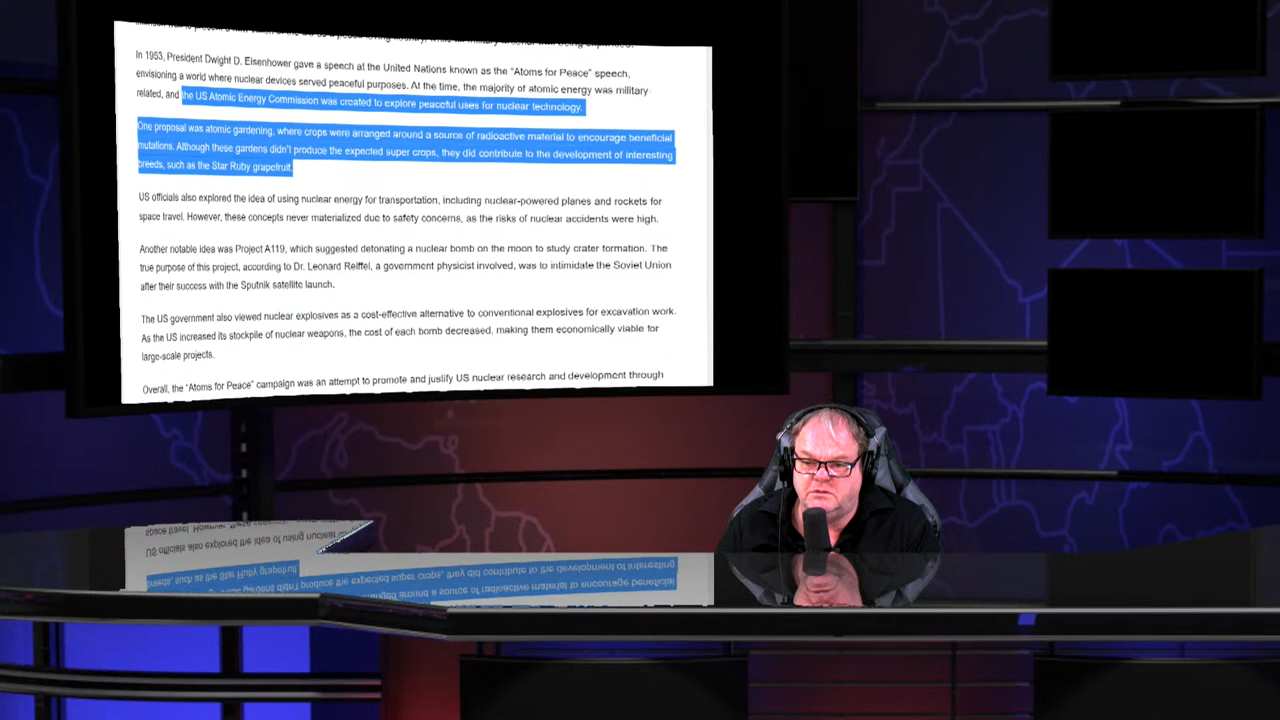 In 1953, President Dwight D. Eisenhower gave a speech at the United Nations known as the “Atoms for Peace” speech,
envisioning a world where nuclear devices served peaceful purposes. At the time, the majority of atomic energy was military
related, and the US Atomic Energy Commission was created to explore peaceful uses for nuclear technology.
One proposal was atomic gardening, where crops were arranged around a source of radioactive material to encourage beneficial
mutations. Although these gardens didn't produce the expected super crops, they did contribute to the development of interesting
breeds, such as the Star Ruby grapefruit.
US officials also explored the idea of using nuclear energy for transportation, including nuclear-powered planes and rockets for
space travel. However, these concepts never materialized due to safety concerns, as the risks of nuclear accidents were high.
Another notable idea was Project A119, which suggested detonating a nuclear bomb on the moon to study crater formation. The
true purpose of this project, according to Dr. Leonard Reiffel, a government physicist involved, was to intimidate the Soviet Union
after their success with the Sputnik satellite launch.
The US government also viewed nuclear explosives as a cost-effective alternative to conventional explosives for excavation work.
As the US increased its stockpile of nuclear weapons, the cost of each bomb decreased, making them economically viable for
large-scale projects.
Overall, the “Atoms for Peace” campaign was an attempt to promote and justify US nuclear research and development through